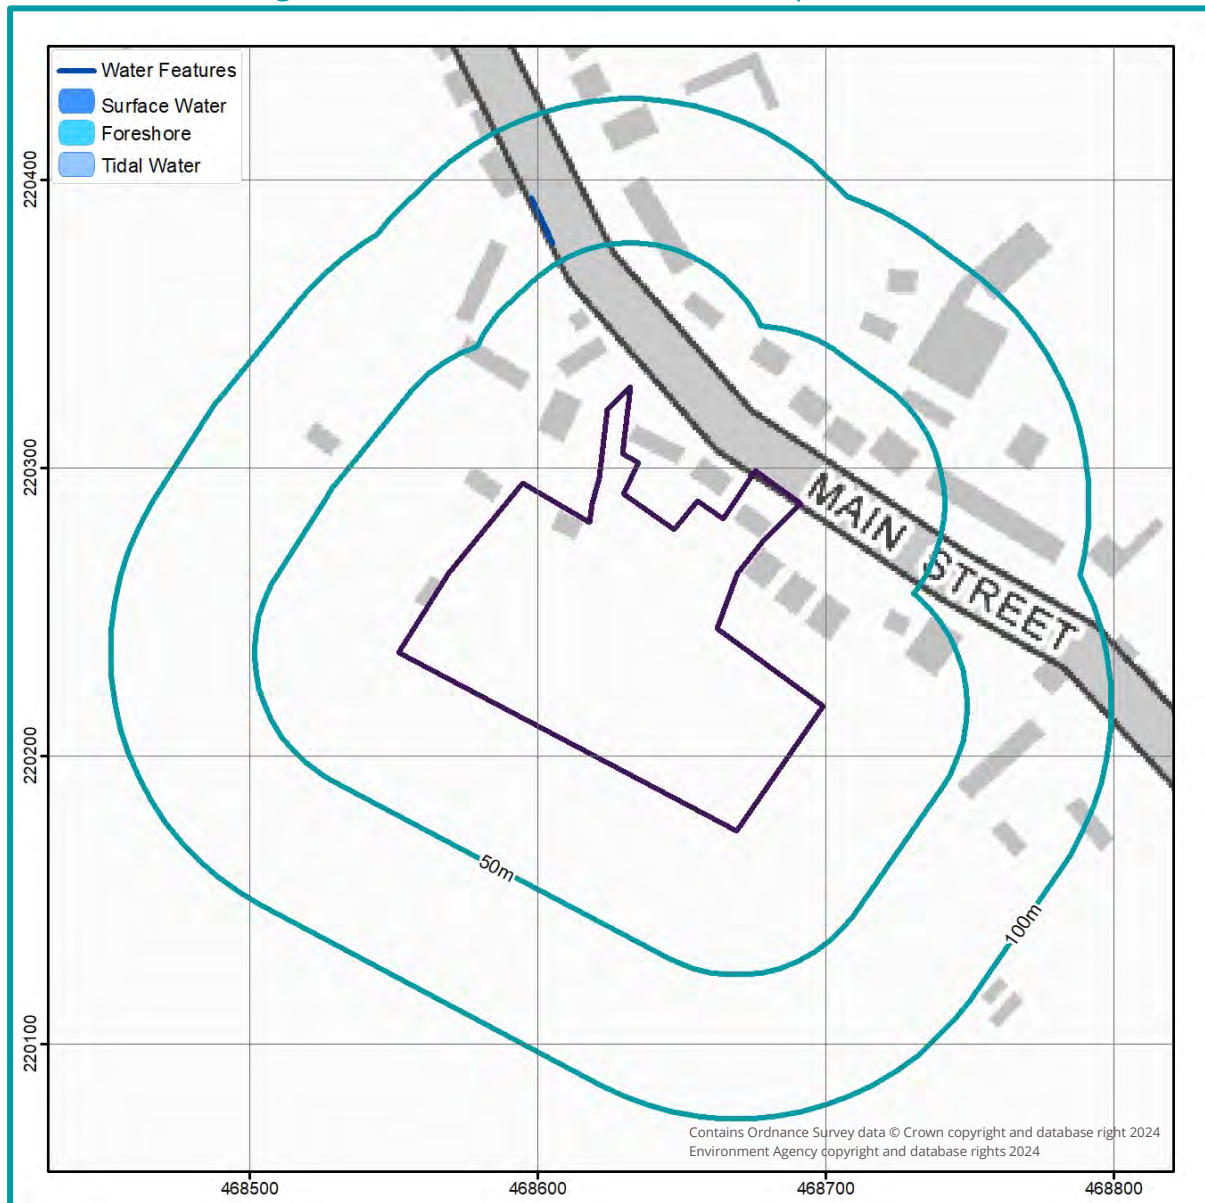 Water Features
Surface Water
Foreshore
Tidal Water
220400
220300
220200
220100
MAIN STREET
50m
100m
Contains Ordnance Survey data © Crown copyright and database right 2024
Environment Agency copyright and database rights 2024
468500
468600
468700
468800